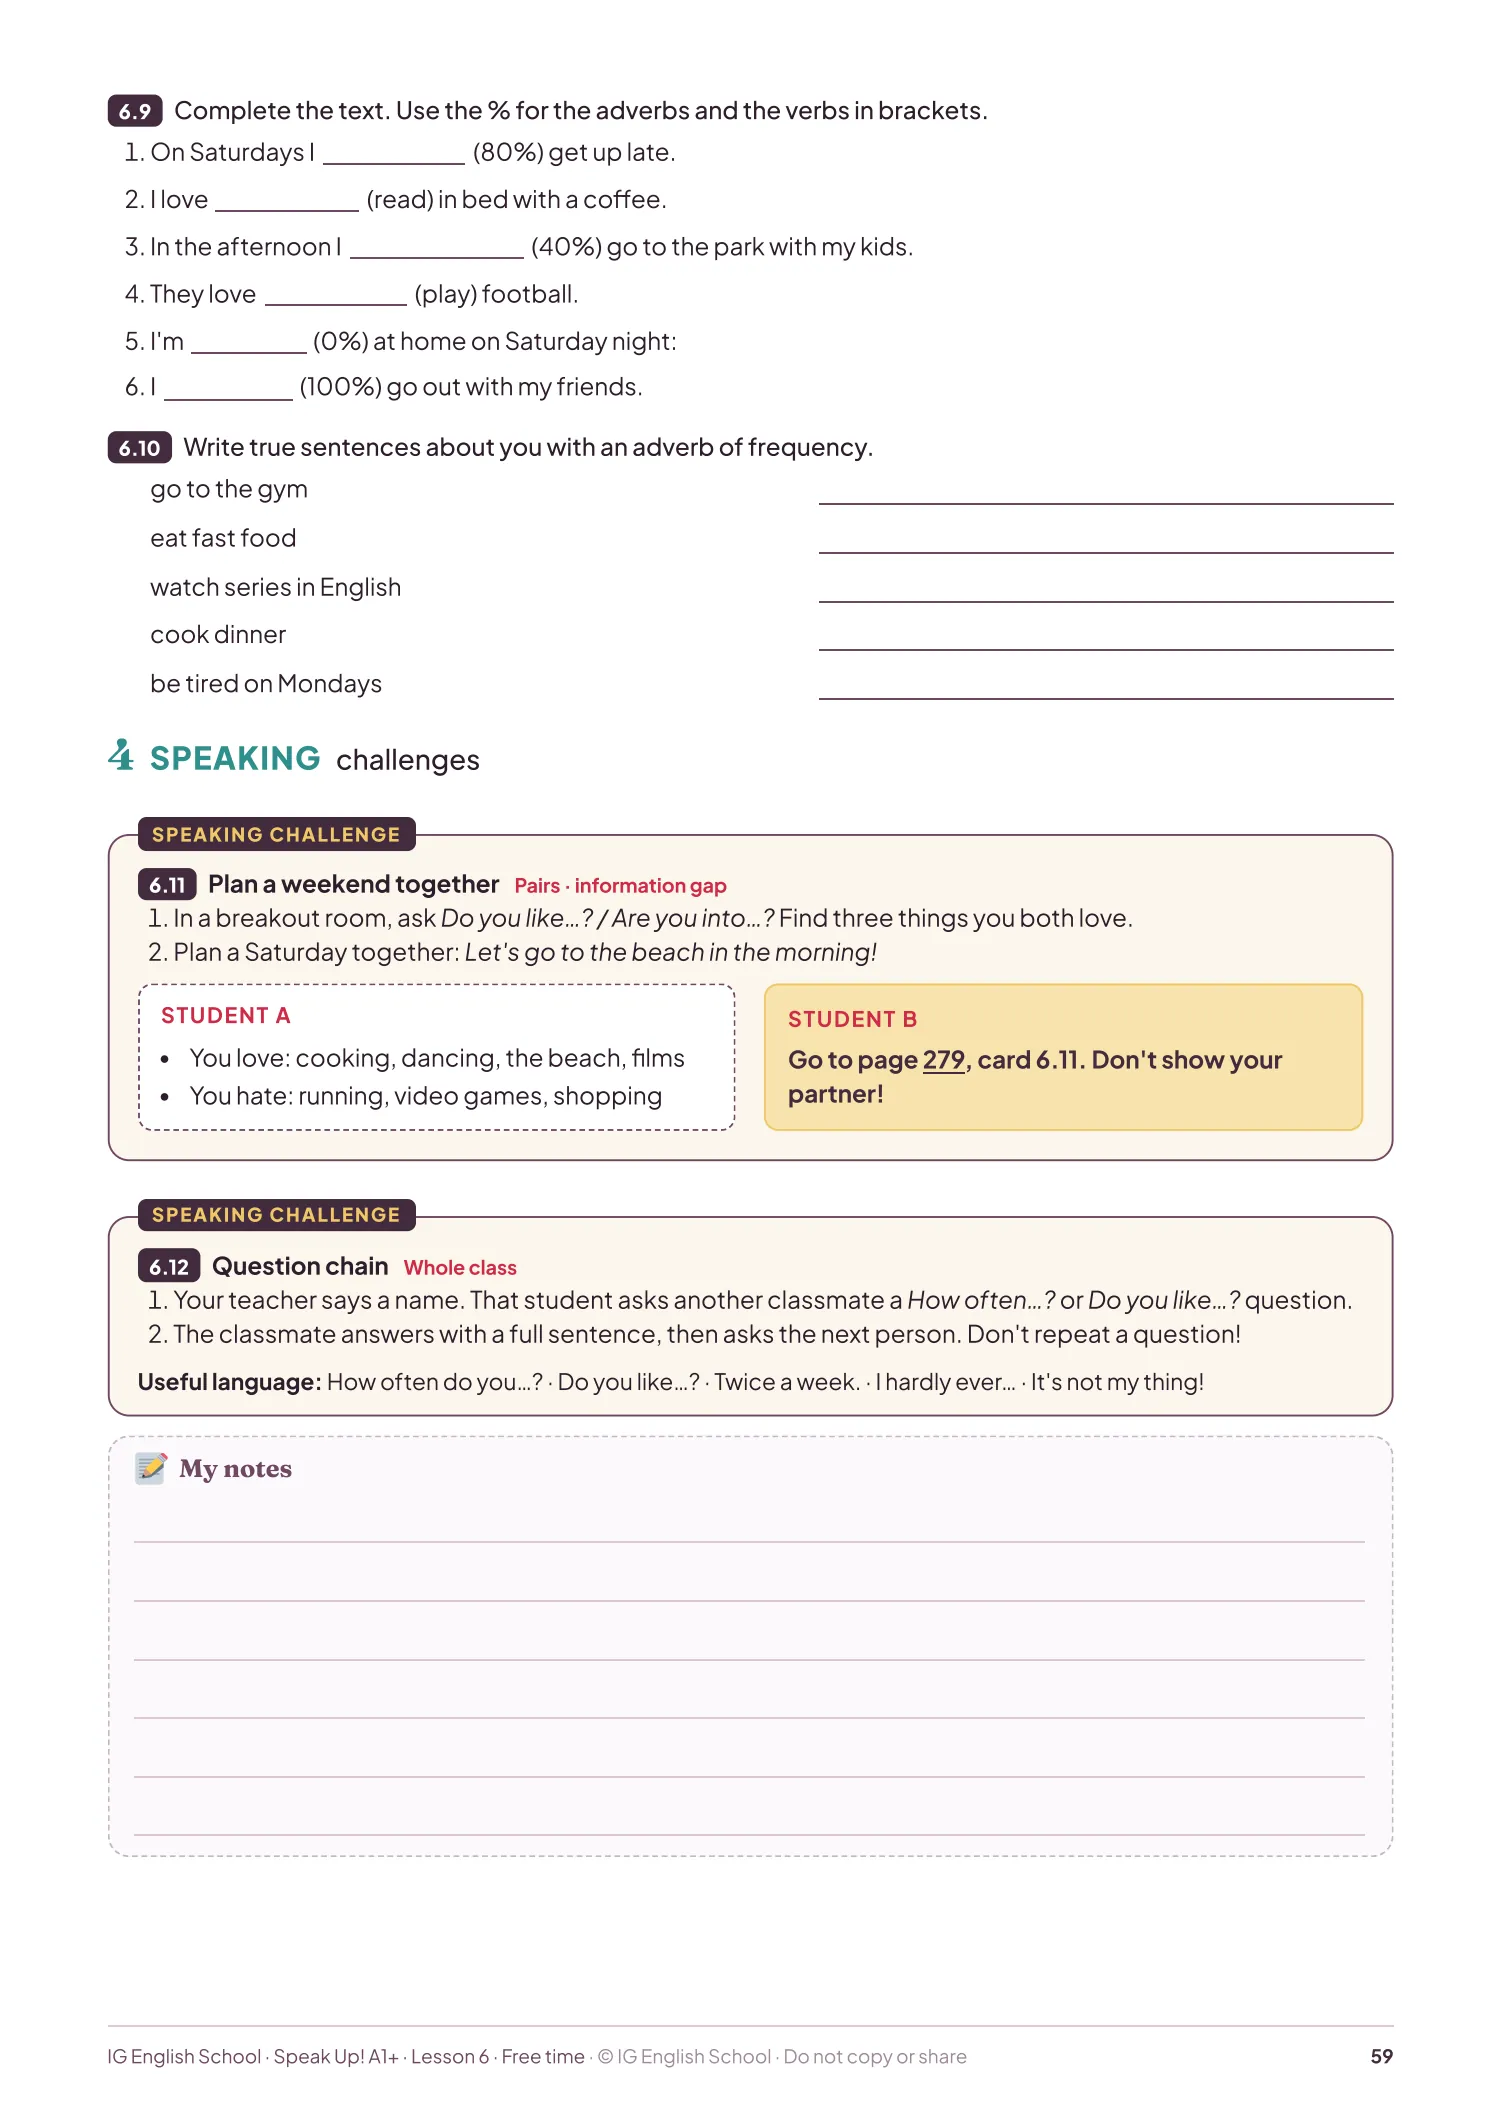 6.9 Complete the text. Use the % for the adverbs and the verbs in brackets.
1. On Saturdays I __________ (80%) get up late.
2. I love __________ (read) in bed with a coffee.
3. In the afternoon I __________ (40%) go to the park with my kids.
4. They love __________ (play) football.
5. I'm __________ (0%) at home on Saturday night:
6. I __________ (100%) go out with my friends.
6.10 Write true sentences about you with an adverb of frequency.
go to the gym
eat fast food
watch series in English
cook dinner
be tired on Mondays
4 SPEAKING challenges
SPEAKING CHALLENGE
6.11 Plan a weekend together Pairs · information gap
1. In a breakout room, ask Do you like...? / Are you into...? Find three things you both love.
2. Plan a Saturday together: Let's go to the beach in the morning!
STUDENT A
• You love: cooking, dancing, the beach, films
• You hate: running, video games, shopping
STUDENT B
Go to page 279, card 6.11. Don't show your
partner!
SPEAKING CHALLENGE
6.12 Question chain Whole class
1. Your teacher says a name. That student asks another classmate a How often...? or Do you like...? question.
2. The classmate answers with a full sentence, then asks the next person. Don't repeat a question!
Useful language: How often do you...? · Do you like...? · Twice a week. · I hardly ever... · It's not my thing!
My notes
IG English School · Speak Up! A1+ · Lesson 6 · Free time · © IG English School · Do not copy or share
59